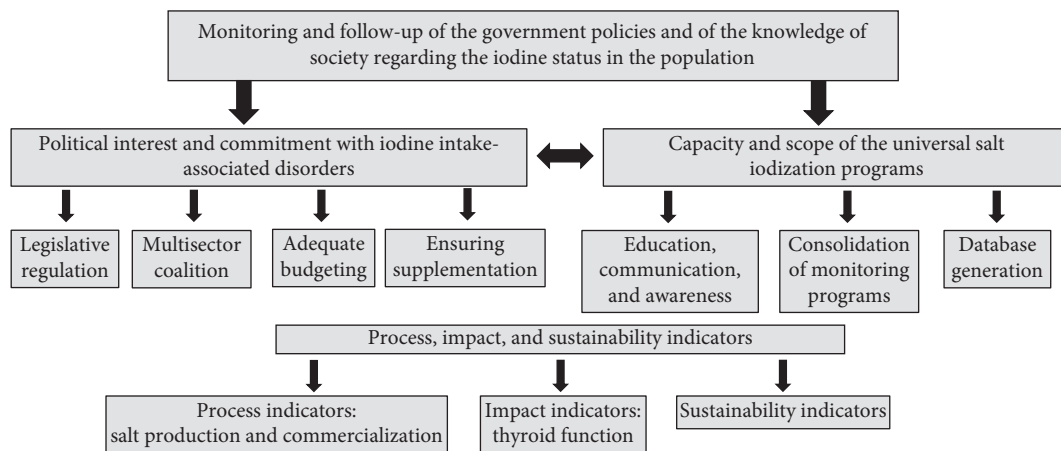 Monitoring and follow-up of the government policies and of the knowledge of
society regarding the iodine status in the population
Political interest and commitment with iodine intake-
associated disorders
Capacity and scope of the universal salt
iodization programs
Legislative
regulation
Multisector
coalition
Adequate
budgeting
Ensuring
supplementation
Education,
communication,
and awareness
Consolidation
of monitoring
programs
Database
generation
Process, impact, and sustainability indicators
Process indicators:
salt production and commercialization
Impact indicators:
thyroid function
Sustainability indicators